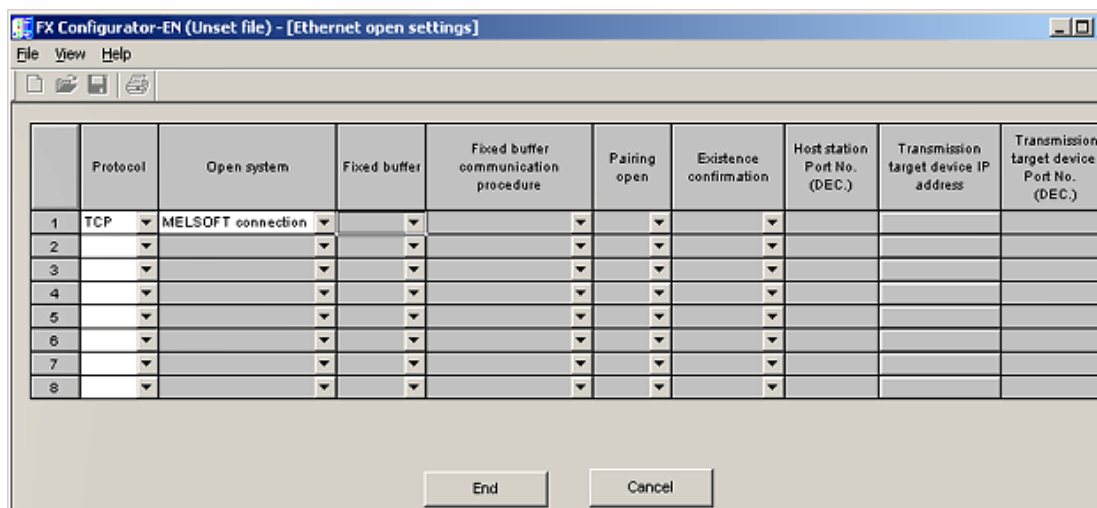 FX Configurator-EN (Unset file) - [Ethernet open settings]
File View Help
Protocol
Open system
Fixed buffer
Fixed buffer
communication
procedure
Pairing
open
Existence
confirmation
Host station
Port No.
(DEC.)
Transmission
target device IP
address
Transmission
target device
Port No.
(DEC.)
1 TCP MELSOFT connection
2
3
4
5
6
7
8
End Cancel